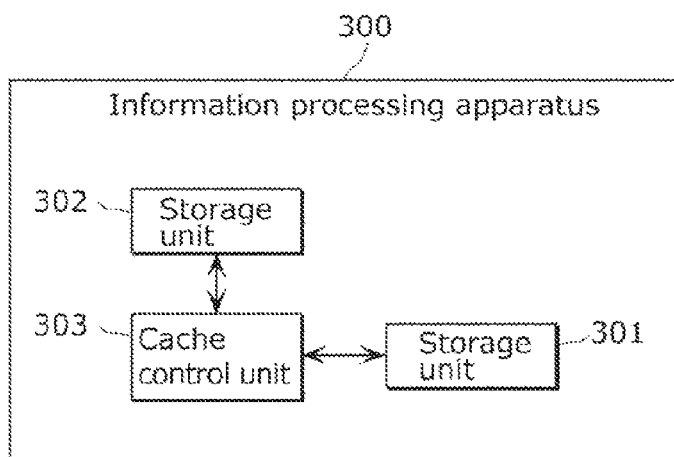 300
Information processing apparatus
302
Storage
unit
303
Cache
control unit
Storage
unit
301